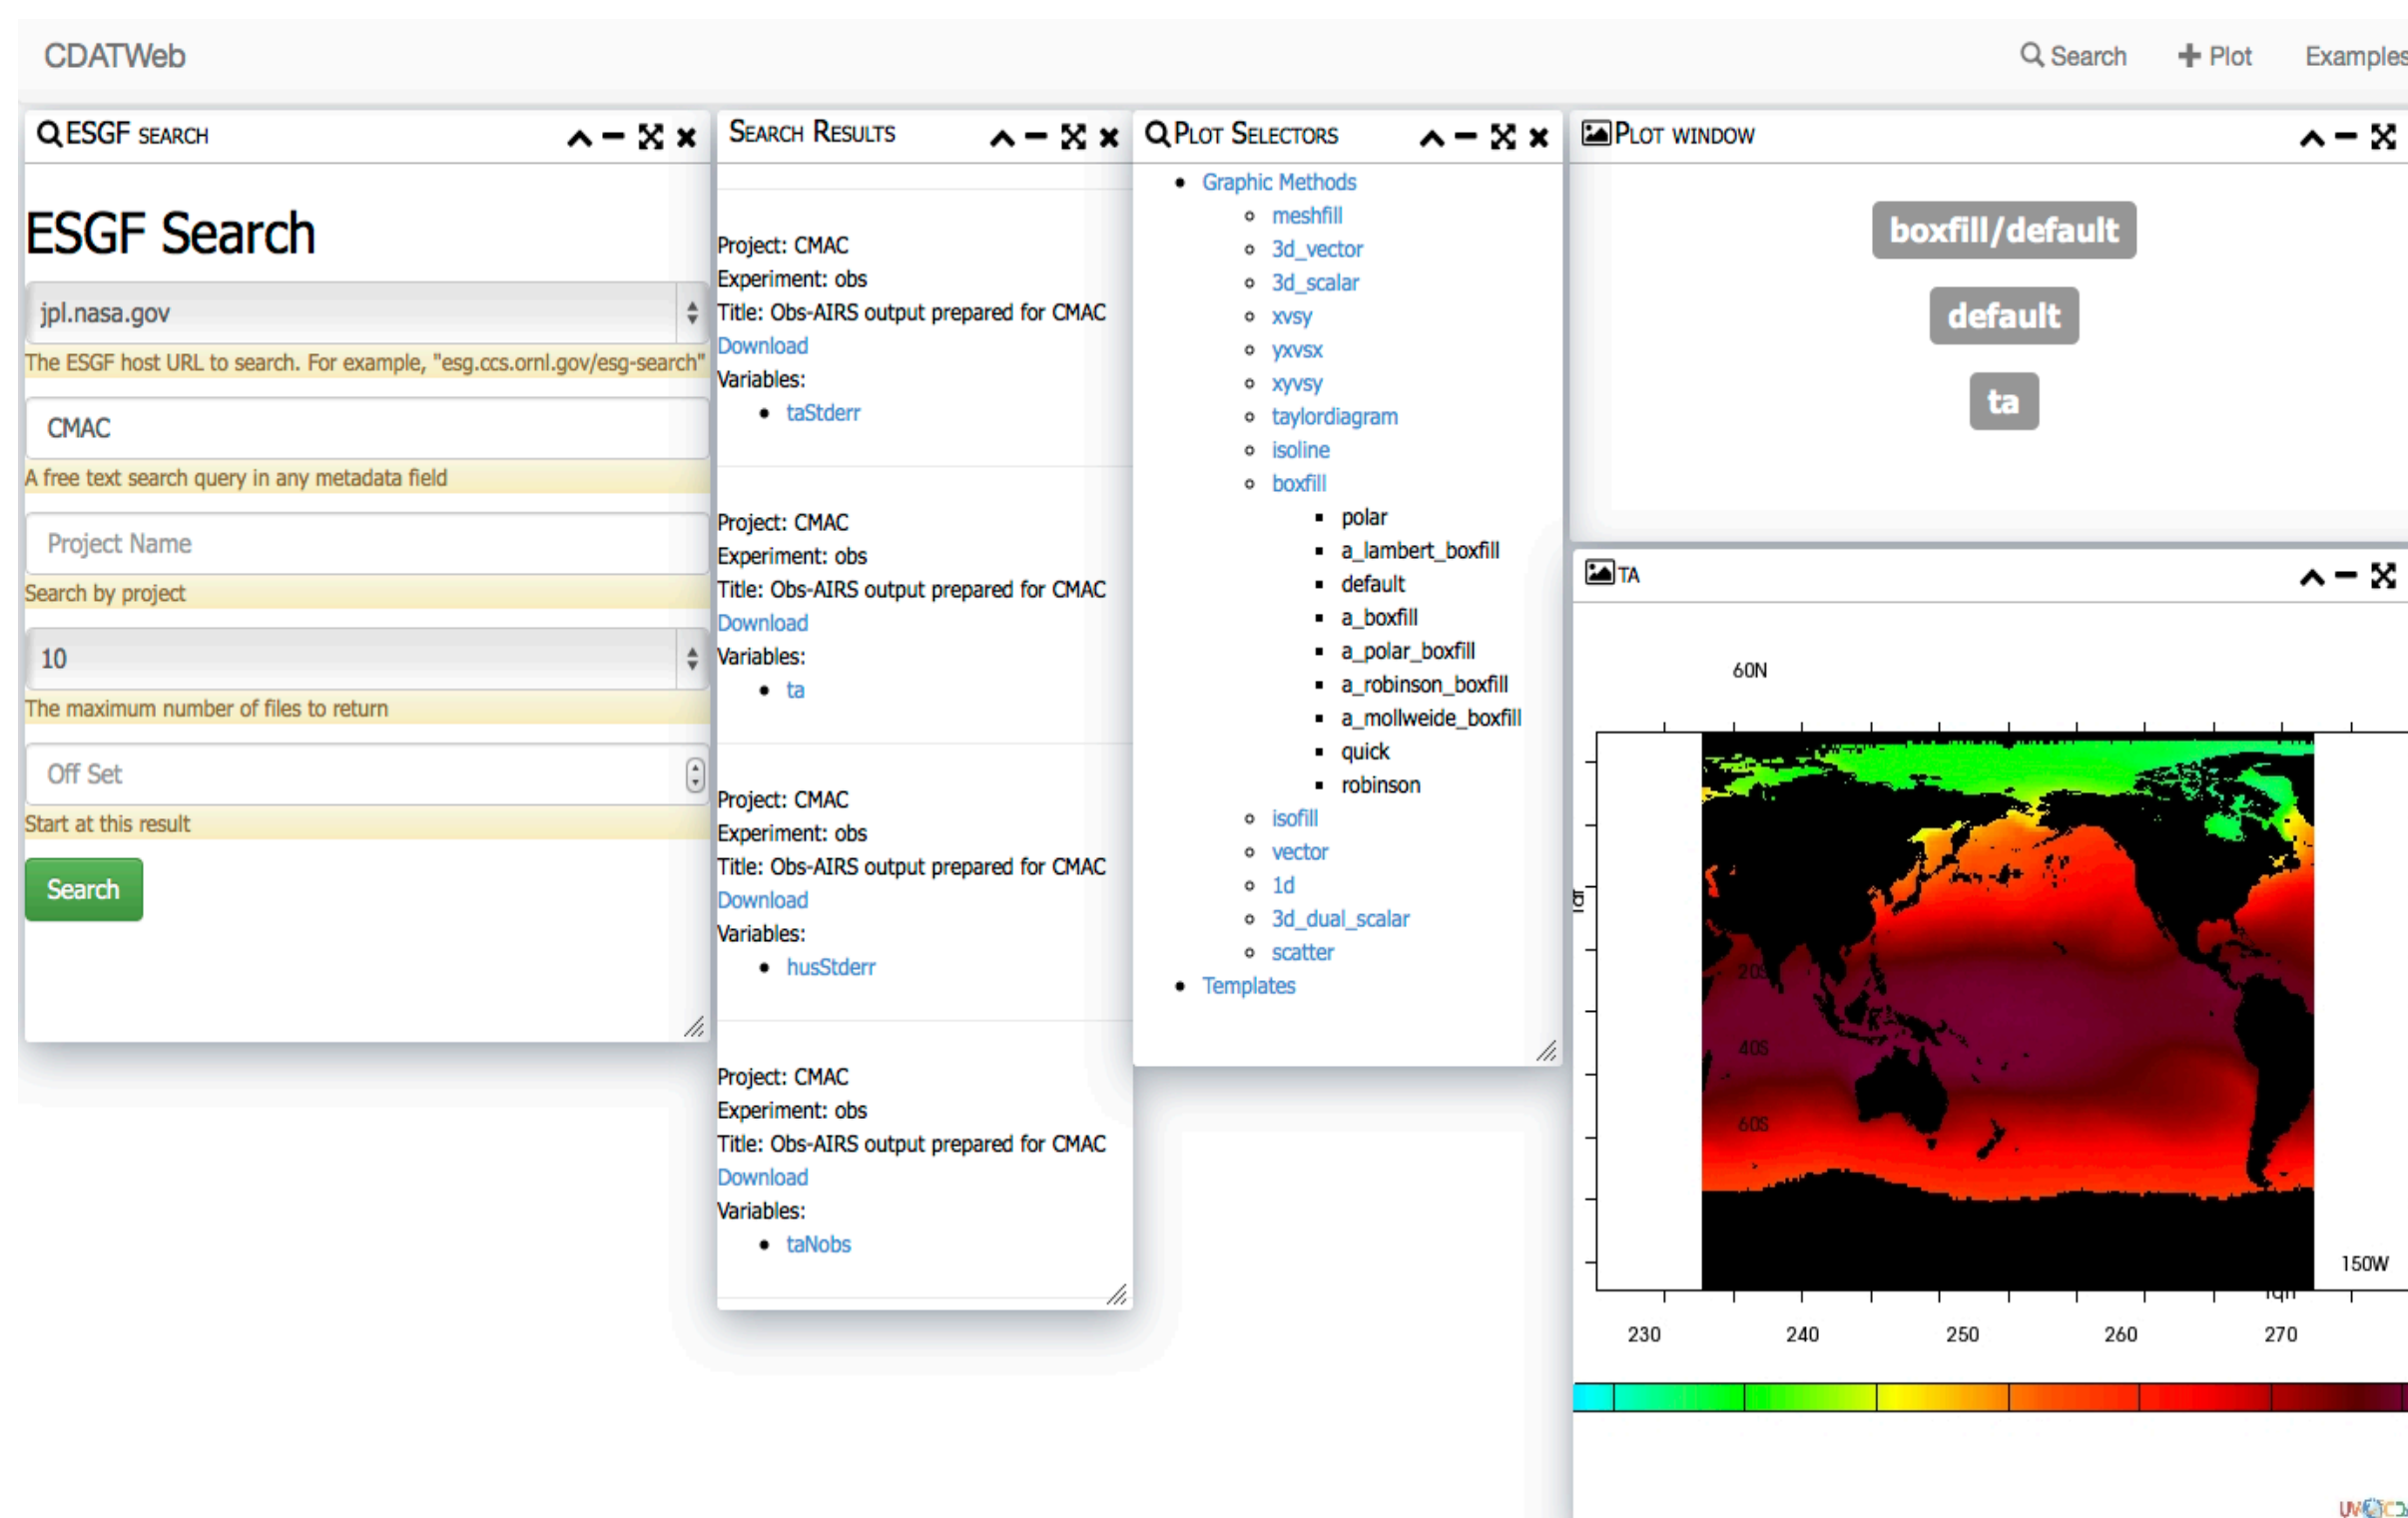 CDATWeb
Search
Plot
Examples
ESGF SEARCH
ESGF Search
jpl.nasa.gov
The ESGF host URL to search. For example, "esg.ccs.ornl.gov/esg-search"
CMAC
A free text search query in any metadata field
Project Name
Search by project
10
The maximum number of files to return
Off Set
Start at this result
Search
SEARCH RESULTS
Project: CMAC
Experiment: obs
Title: Obs-AIRS output prepared for CMAC
Download
Variables:
taStderr
Project: CMAC
Experiment: obs
Title: Obs-AIRS output prepared for CMAC
Download
Variables:
ta
Project: CMAC
Experiment: obs
Title: Obs-AIRS output prepared for CMAC
Download
Variables:
husStderr
Project: CMAC
Experiment: obs
Title: Obs-AIRS output prepared for CMAC
Download
Variables:
taNobs
PLOT SELECTORS
Graphic Methods
meshfill
3d_vector
3d_scalar
xvsy
yxvsx
xyvsy
taylordiagram
isoline
boxfill
polar
a_lambert_boxfill
default
a_boxfill
a_polar_boxfill
a_robinson_boxfill
a_mollweide_boxfill
quick
robinson
isofill
vector
1d
3d_dual_scalar
scatter
Templates
PLOT WINDOW
boxfill/default
default
ta
TA
60N
20S
40S
60S
150W
230 240 250 260 270